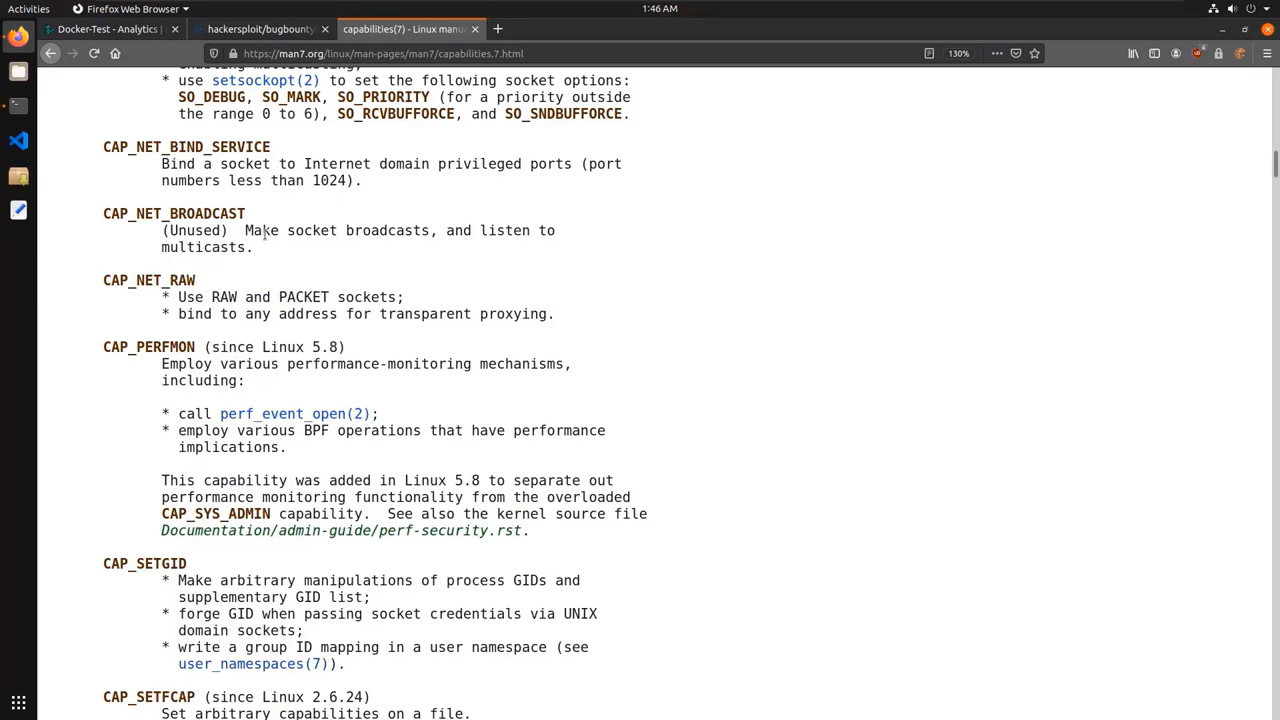 Activities
Firefox Web Browser
1:46 AM
Docker-Test - Analytics |
hackersploit/bugbounty
capabilities(7) - Linux manu
https://man7.org/linux/man-pages/man7/capabilities.7.html
130%
* use setsockopt(2) to set the following socket options:
SO_DEBUG, SO_MARK, SO_PRIORITY (for a priority outside
the range 0 to 6), SO_RCVBUFFORCE, and SO_SNDBUFFORCE.
CAP_NET_BIND_SERVICE
Bind a socket to Internet domain privileged ports (port
numbers less than 1024).
CAP_NET_BROADCAST
(Unused) Make socket broadcasts, and listen to
multicasts.
CAP_NET_RAW
* Use RAW and PACKET sockets;
* bind to any address for transparent proxying.
CAP_PERFMON (since Linux 5.8)
Employ various performance-monitoring mechanisms,
including:
* call perf_event_open(2);
* employ various BPF operations that have performance
implications.
This capability was added in Linux 5.8 to separate out
performance monitoring functionality from the overloaded
CAP_SYS_ADMIN capability. See also the kernel source file
Documentation/admin-guide/perf-security.rst.
CAP_SETGID
* Make arbitrary manipulations of process GIDs and
supplementary GID list;
* forge GID when passing socket credentials via UNIX
domain sockets;
* write a group ID mapping in a user namespace (see
user_namespaces(7)).
CAP_SETFCAP (since Linux 2.6.24)
Set arbitrary capabilities on a file.